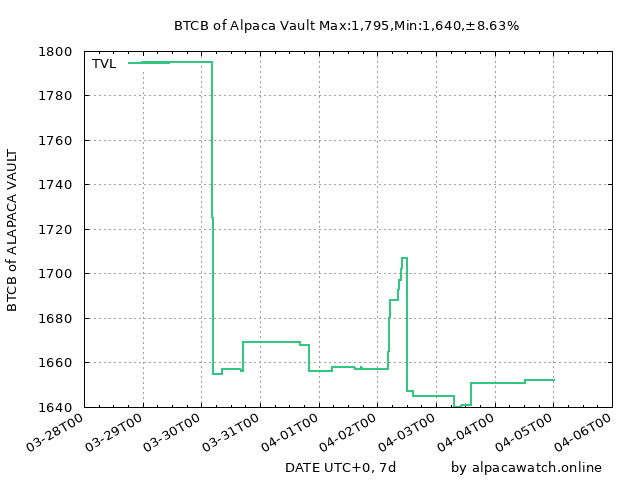 BTCB of Alpaca Vault Max:1,795,Min:1,640,±8.63%
TVL
1800
1780
1760
1740
1720
1700
1680
1660
1640
BTCB of ALAPACA VAULT
03-28T00
03-29T00
03-30T00
03-31T00
04-01T00
04-02T00
04-03T00
04-04T00
04-05T00
04-06T00
DATE UTC+0, 7d
by alpacawatch.online